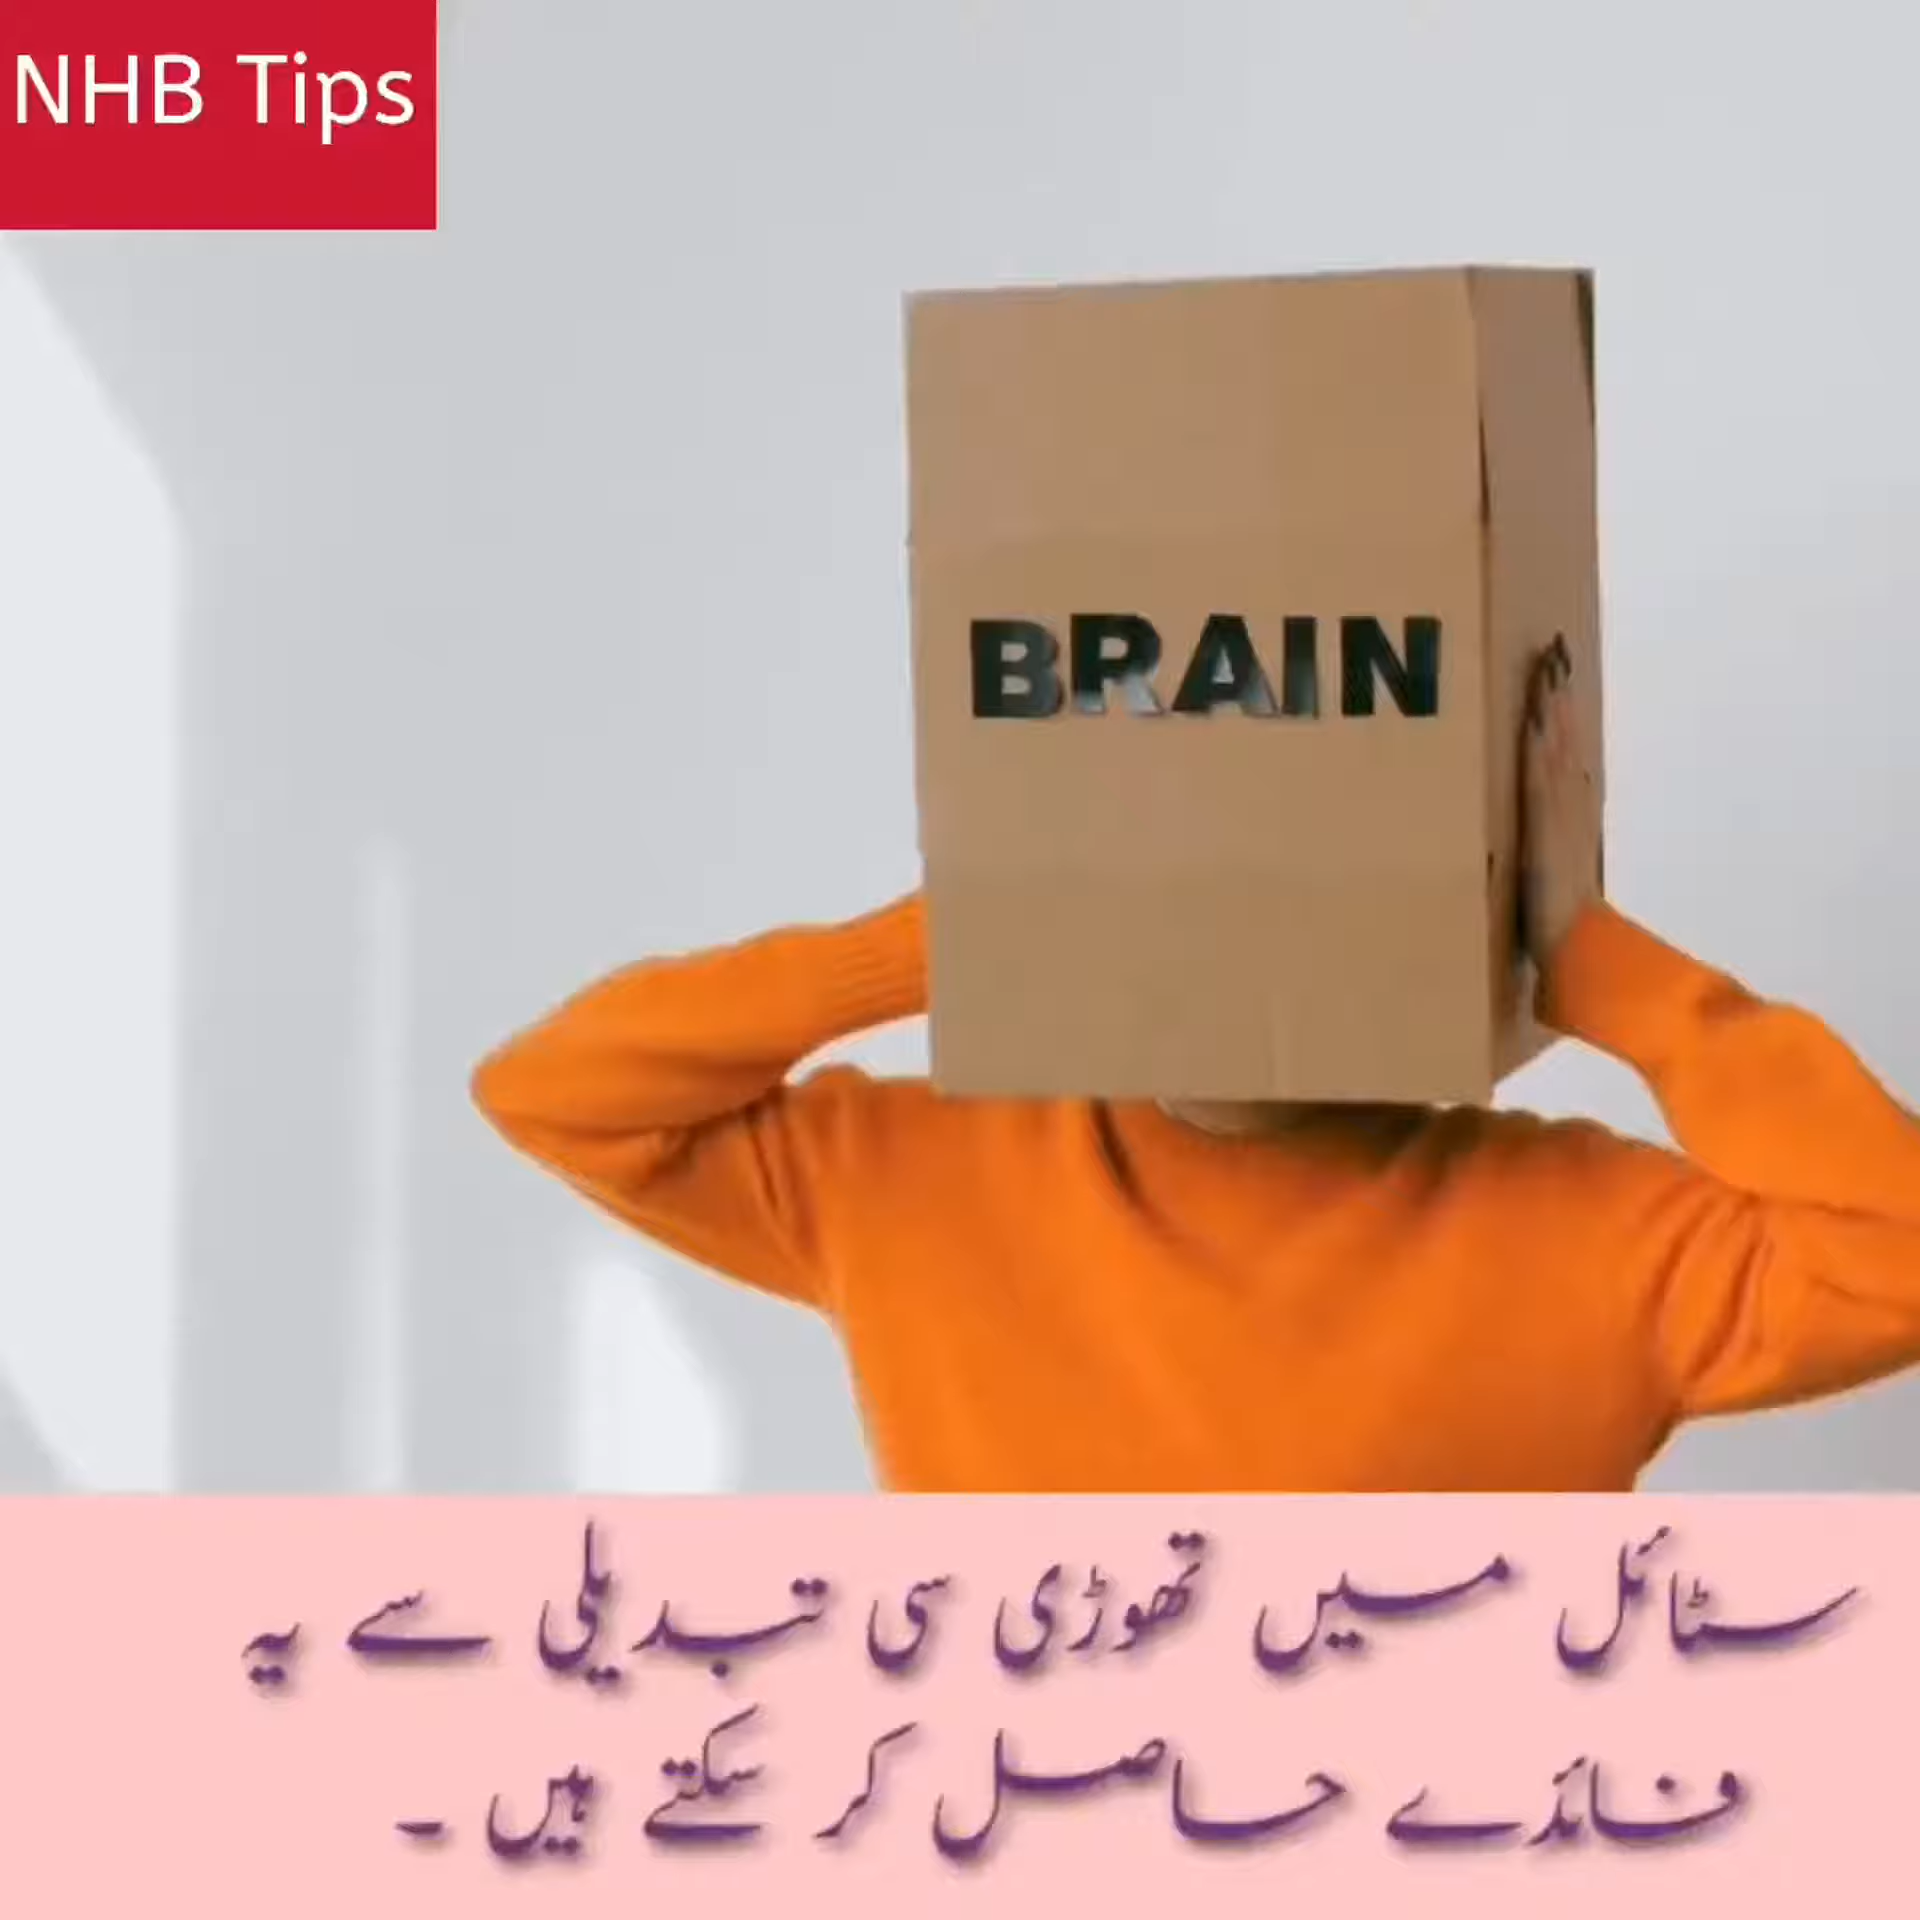 NHB Tips
BRAIN
سٹائل میں تھوڑی سی تبدیلی سے یہ
فائدے حاصل کر سکتے ہیں ۔